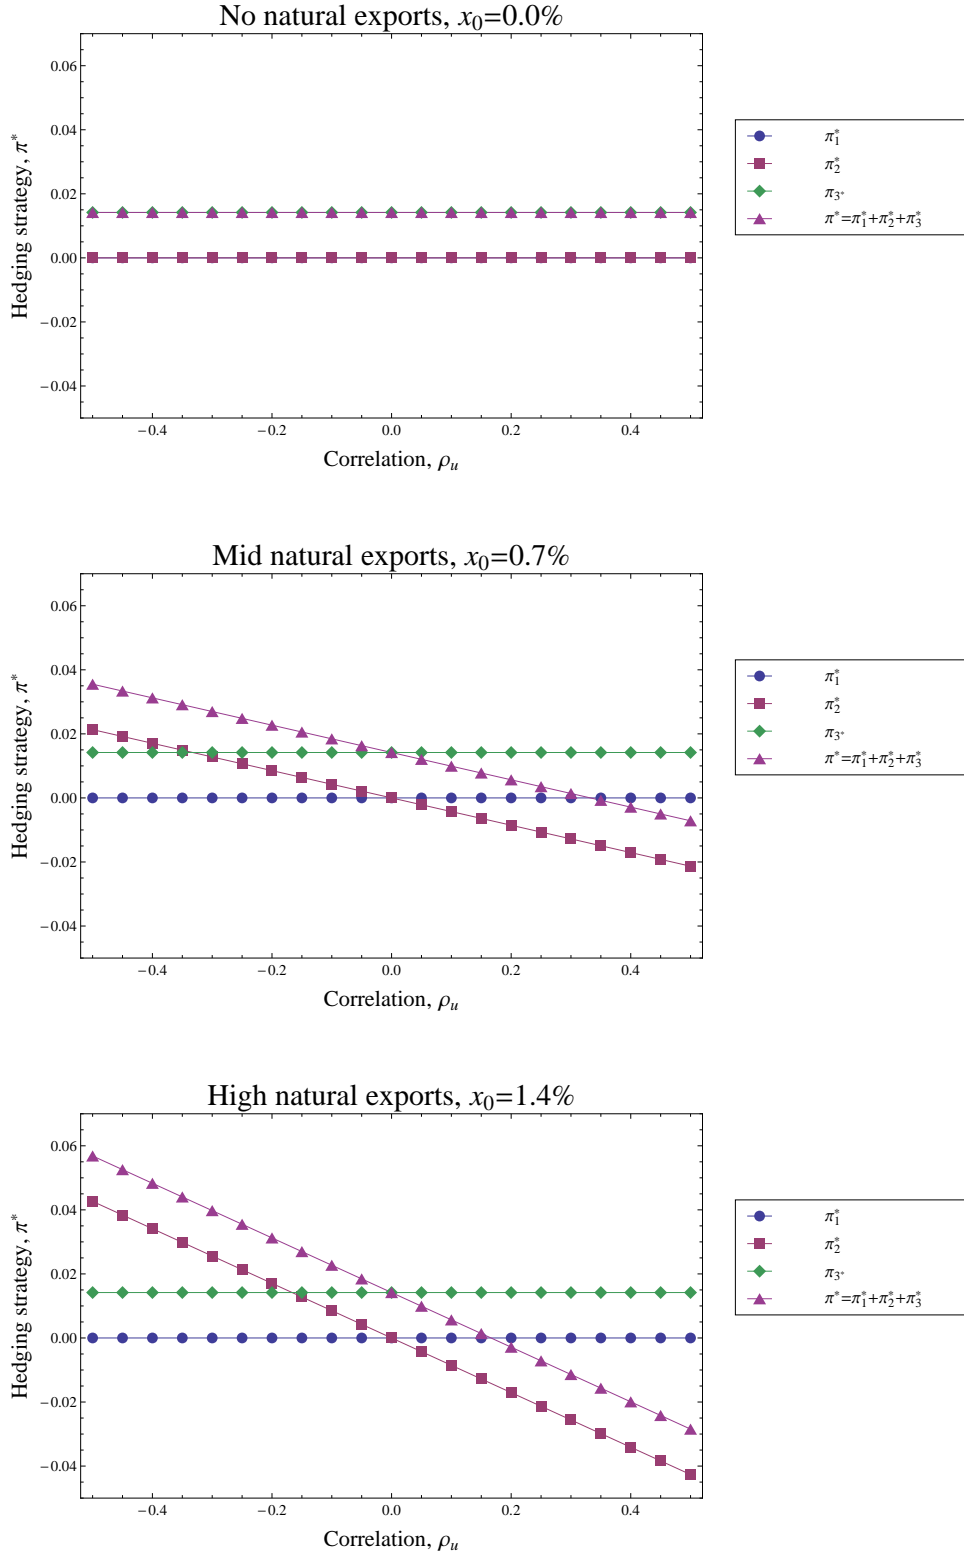 No natural exports, x₀=0.0%
Hedging strategy, π*
0.06
0.04
0.02
0.00
−0.02
−0.04
−0.4 −0.2 0.0 0.2 0.4
Correlation, ρᵤ
π₁*
π₂*
π₃*
π*=π₁*+π₂*+π₃*
Mid natural exports, x₀=0.7%
Hedging strategy, π*
0.06
0.04
0.02
0.00
−0.02
−0.04
−0.4 −0.2 0.0 0.2 0.4
Correlation, ρᵤ
π₁*
π₂*
π₃*
π*=π₁*+π₂*+π₃*
High natural exports, x₀=1.4%
Hedging strategy, π*
0.06
0.04
0.02
0.00
−0.02
−0.04
−0.4 −0.2 0.0 0.2 0.4
Correlation, ρᵤ
π₁*
π₂*
π₃*
π*=π₁*+π₂*+π₃*